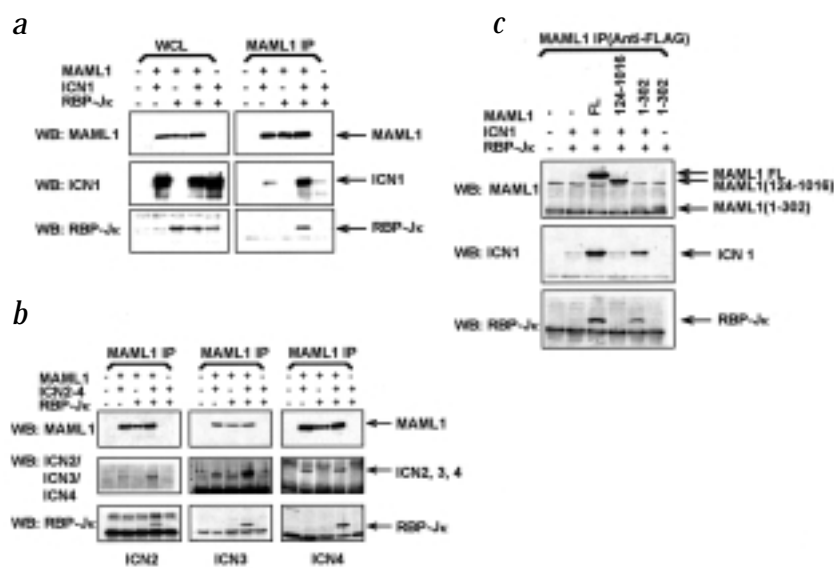 a
WCL MAML1 IP
MAML1 - + + + - - + + + -
ICN1 - + - + + - + - + +
RBP-Jκ - - + + + - - + + +
WB: MAML1 MAML1
WB: ICN1 ICN1
WB: RBP-Jκ RBP-Jκ
b
MAML1 IP MAML1 IP MAML1 IP
MAML1 - + + + - - + + + - - + + + -
ICN2-4 - + - + + - + - + + - + - + +
RBP-Jκ - - + + + - - + + + - - + + +
WB: MAML1 MAML1
WB: ICN2/
ICN3/
ICN4
ICN2, 3, 4
WB: RBP-Jκ RBP-Jκ
ICN2 ICN3 ICN4
c
MAML1 IP(Anti-FLAG)
MAML1 - - FL 124-1016 1-302 1-302
ICN1 - + + + + -
RBP-Jκ - + + + + +
WB: MAML1
MAML1 FL
MAML1(124-1016)
MAML1(1-302)
WB: ICN1 ICN 1
WB: RBP-Jκ RBP-Jκ